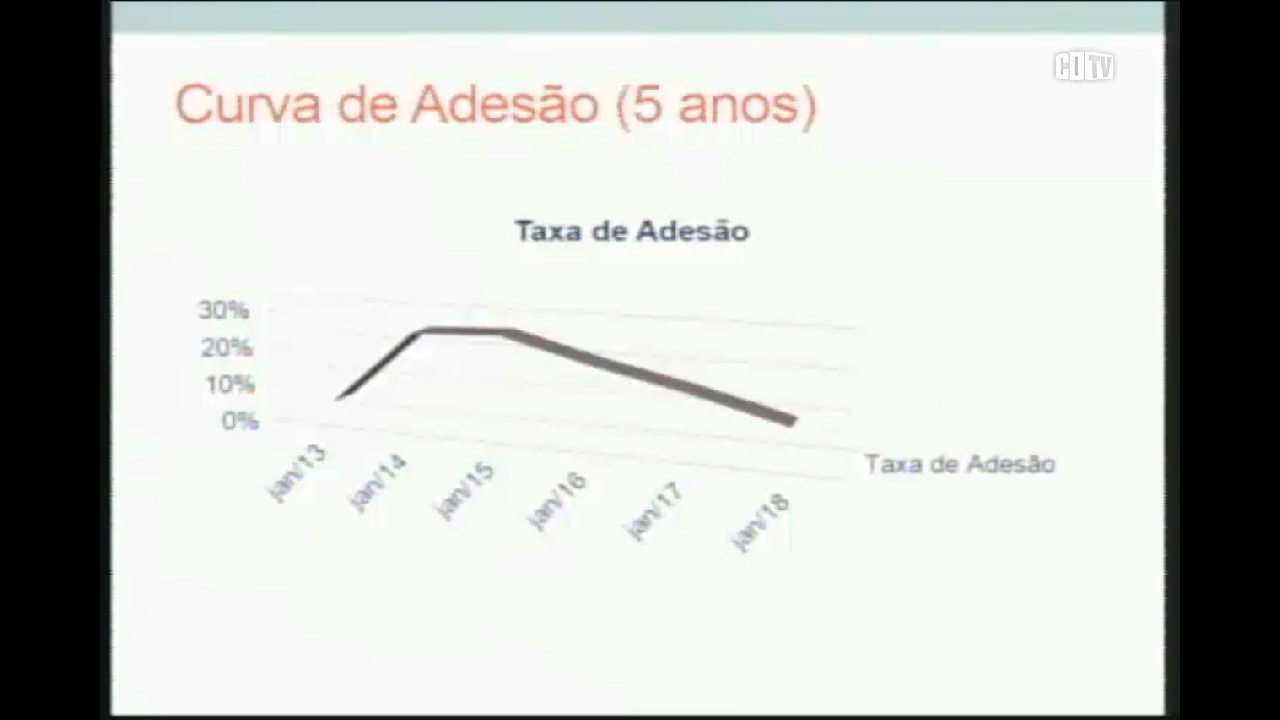 CDTV
Curva de Adesão (5 anos)
Taxa de Adesão
30%
20%
10%
0%
jan/13
jan/14
jan/15
jan/16
jan/17
jan/18
Taxa de Adesão